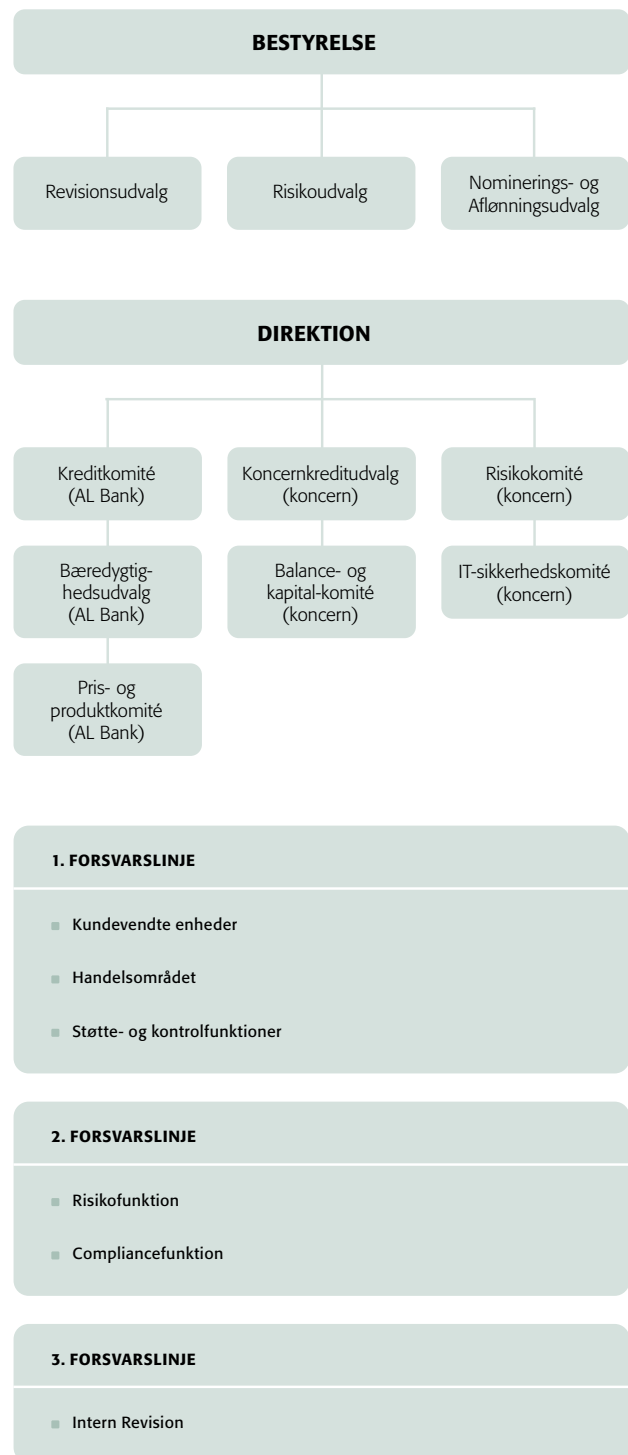 BESTYRELSE
Revisionsudvalg
Risikoudvalg
Nominerings- og
Aflønningsudvalg
DIREKTION
Kreditkomité
(AL Bank)
Koncernkreditudvalg
(koncern)
Risikokomité
(koncern)
Bæredygtig-
hedsudvalg
(AL Bank)
Balance- og
kapital-komité
(koncern)
IT-sikkerhedskomité
(koncern)
Pris- og
produktkomité
(AL Bank)
1. FORSVARSLINJE
Kundevendte enheder
Handelsområdet
Støtte- og kontrolfunktioner
2. FORSVARSLINJE
Risikofunktion
Compliancefunktion
3. FORSVARSLINJE
Intern Revision